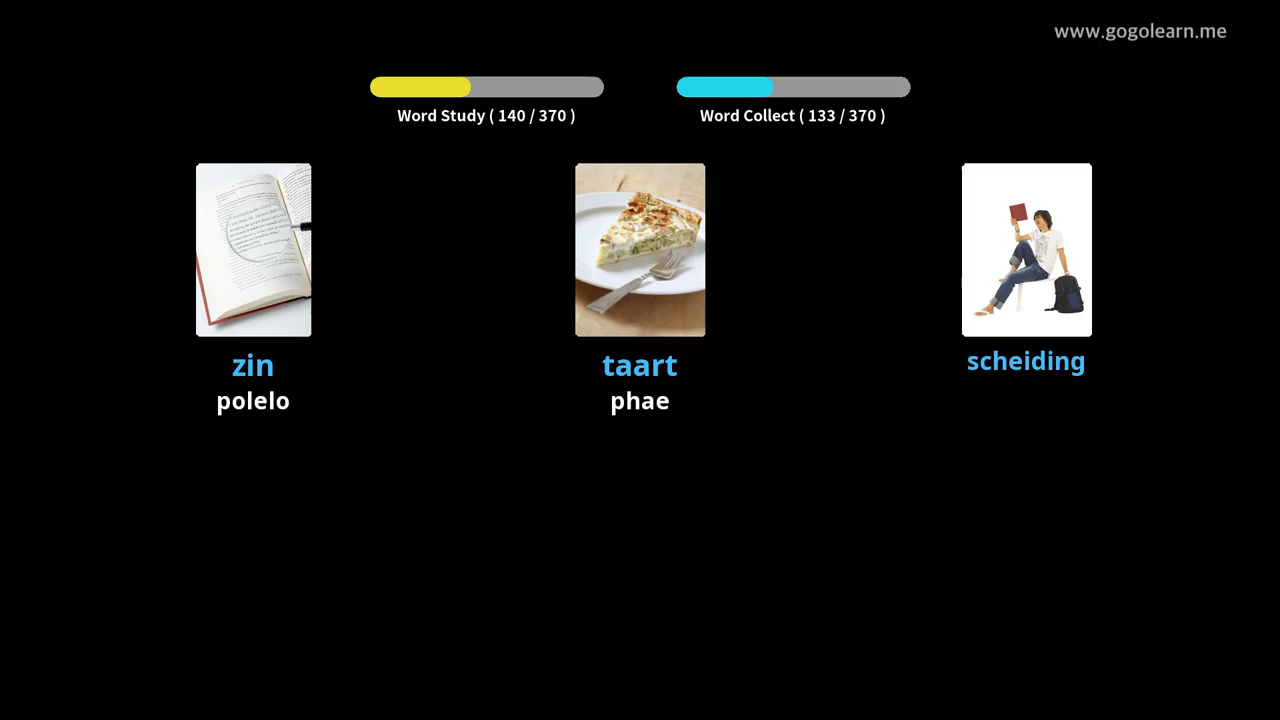 www.gogolearn.me
Word Study ( 140 / 370 )
Word Collect ( 133 / 370 )
zin
polelo
taart
phae
scheiding